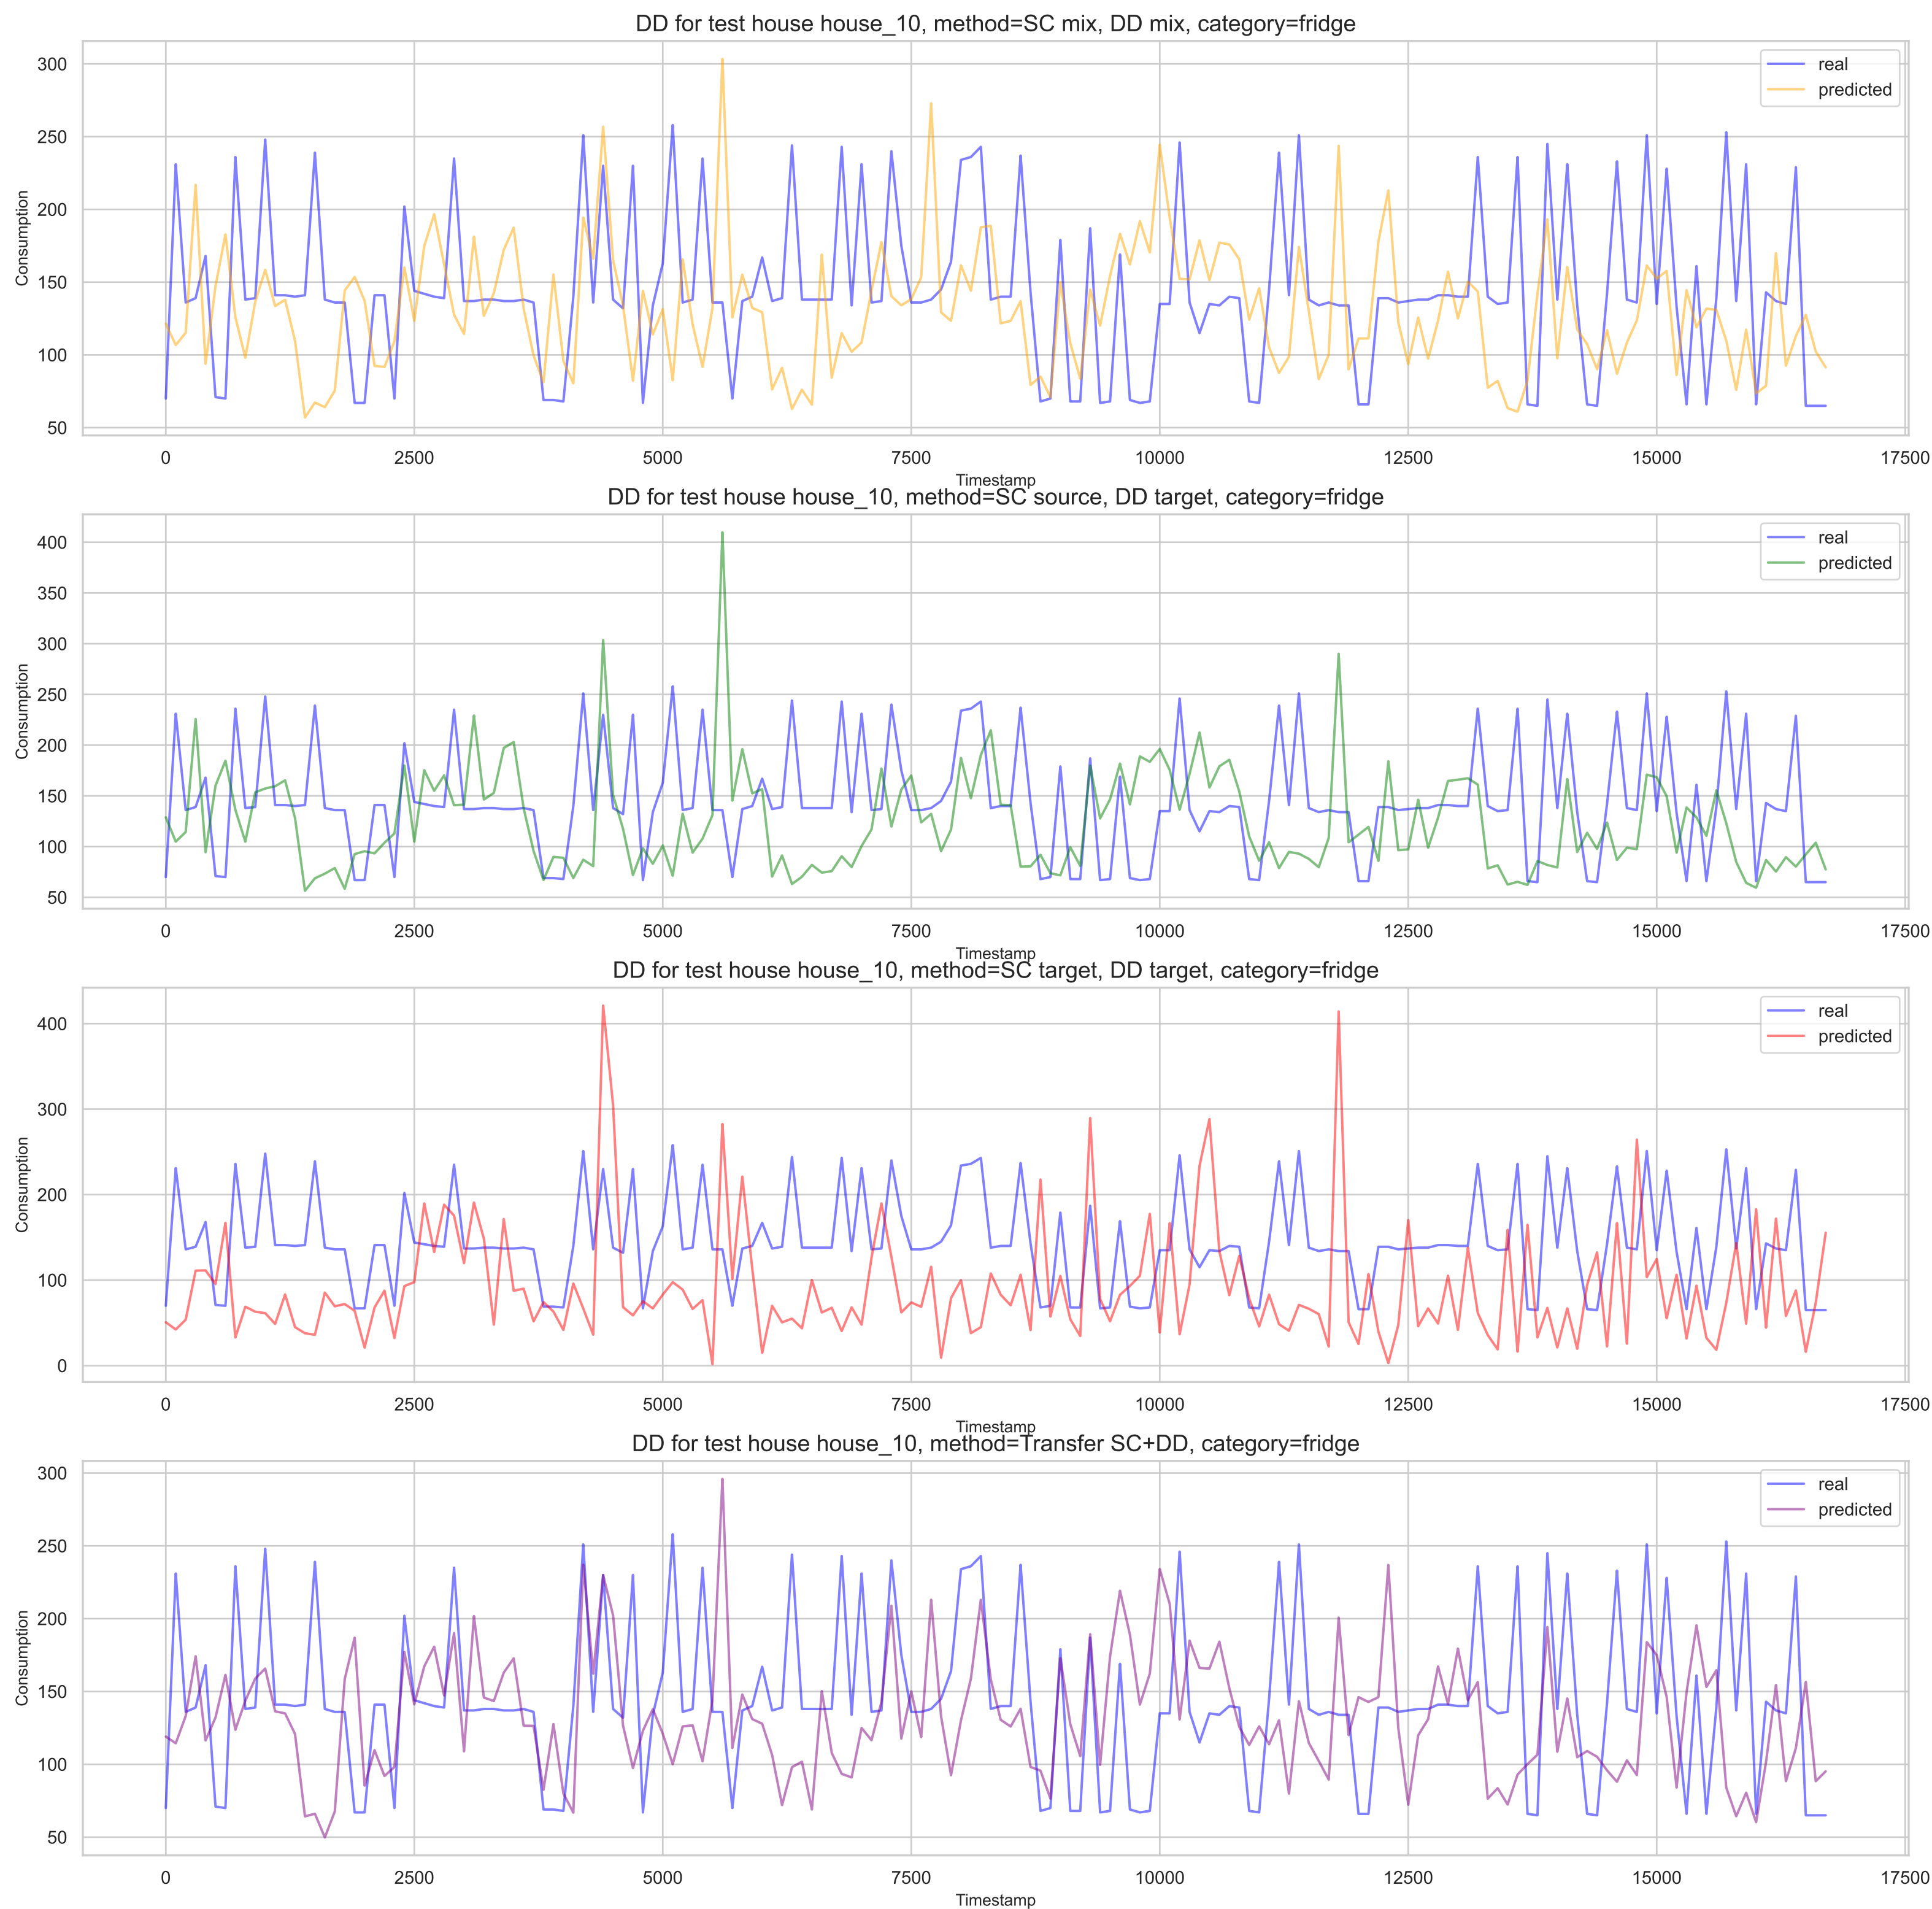 DD for test house house_10, method=SC mix, DD mix, category=fridge
300
250
200
150
100
50
Consumption
real
predicted
0 2500 5000 7500 10000 12500 15000 17500
Timestamp
DD for test house house_10, method=SC source, DD target, category=fridge
400
350
300
250
200
150
100
50
Consumption
real
predicted
0 2500 5000 7500 10000 12500 15000 17500
Timestamp
DD for test house house_10, method=SC target, DD target, category=fridge
400
300
200
100
0
Consumption
real
predicted
0 2500 5000 7500 10000 12500 15000 17500
Timestamp
DD for test house house_10, method=Transfer SC+DD, category=fridge
300
250
200
150
100
50
Consumption
real
predicted
0 2500 5000 7500 10000 12500 15000 17500
Timestamp